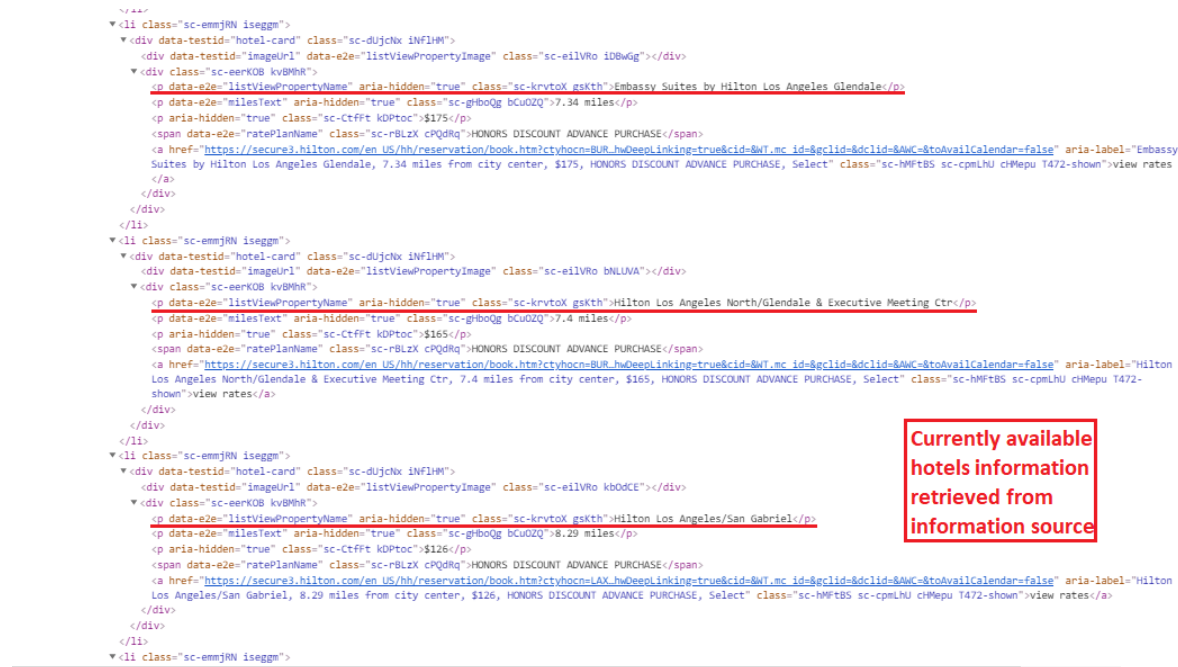 </li>
▼<li class="sc-emmjRN iseggm">
▼<div data-testid="hotel-card" class="sc-dUjcNx iNflHM">
<div data-testid="imageUrl" data-e2e="listViewPropertyImage" class="sc-eilVRo iDBwGg"></div>
▼<div class="sc-eerKOB kvBMhR">
<p data-e2e="listViewPropertyName" aria-hidden="true" class="sc-krvtoX gsKth">Embassy Suites by Hilton Los Angeles Glendale</p>
<p data-e2e="milesText" aria-hidden="true" class="sc-gHboQg bCuOZQ">7.34 miles</p>
<p aria-hidden="true" class="sc-CtfFt kDPtoc">$175</p>
<span data-e2e="ratePlanName" class="sc-rBLzX cPQdRq">HONORS DISCOUNT ADVANCE PURCHASE</span>
<a href="https://secure3.hilton.com/en_US/hh/reservation/book.htm?ctyhocn=BUR…hwDeepLinking=true&cid=&WT.mc_id=&gclid=&dclid=&AWC=&toAvailCalendar=false" aria-label="Embassy
Suites by Hilton Los Angeles Glendale, 7.34 miles from city center, $175, HONORS DISCOUNT ADVANCE PURCHASE, Select" class="sc-hMFtBS sc-cpmLhU cHMepu T472-shown">view rates
</a>
</div>
</div>
</li>
▼<li class="sc-emmjRN iseggm">
▼<div data-testid="hotel-card" class="sc-dUjcNx iNflHM">
<div data-testid="imageUrl" data-e2e="listViewPropertyImage" class="sc-eilVRo bNLUVA"></div>
▼<div class="sc-eerKOB kvBMhR">
<p data-e2e="listViewPropertyName" aria-hidden="true" class="sc-krvtoX gsKth">Hilton Los Angeles North/Glendale & Executive Meeting Ctr</p>
<p data-e2e="milesText" aria-hidden="true" class="sc-gHboQg bCuOZQ">7.4 miles</p>
<p aria-hidden="true" class="sc-CtfFt kDPtoc">$165</p>
<span data-e2e="ratePlanName" class="sc-rBLzX cPQdRq">HONORS DISCOUNT ADVANCE PURCHASE</span>
<a href="https://secure3.hilton.com/en_US/hh/reservation/book.htm?ctyhocn=BUR…hwDeepLinking=true&cid=&WT.mc_id=&gclid=&dclid=&AWC=&toAvailCalendar=false" aria-label="Hilton
Los Angeles North/Glendale & Executive Meeting Ctr, 7.4 miles from city center, $165, HONORS DISCOUNT ADVANCE PURCHASE, Select" class="sc-hMFtBS sc-cpmLhU cHMepu T472-
shown">view rates</a>
</div>
</div>
</li>
▼<li class="sc-emmjRN iseggm">
▼<div data-testid="hotel-card" class="sc-dUjcNx iNflHM">
<div data-testid="imageUrl" data-e2e="listViewPropertyImage" class="sc-eilVRo kbOdCE"></div>
▼<div class="sc-eerKOB kvBMhR">
<p data-e2e="listViewPropertyName" aria-hidden="true" class="sc-krvtoX gsKth">Hilton Los Angeles/San Gabriel</p>
<p data-e2e="milesText" aria-hidden="true" class="sc-gHboQg bCuOZQ">8.29 miles</p>
<p aria-hidden="true" class="sc-CtfFt kDPtoc">$126</p>
<span data-e2e="ratePlanName" class="sc-rBLzX cPQdRq">HONORS DISCOUNT ADVANCE PURCHASE</span>
<a href="https://secure3.hilton.com/en_US/hh/reservation/book.htm?ctyhocn=LAX…hwDeepLinking=true&cid=&WT.mc_id=&gclid=&dclid=&AWC=&toAvailCalendar=false" aria-label="Hilton
Los Angeles/San Gabriel, 8.29 miles from city center, $126, HONORS DISCOUNT ADVANCE PURCHASE, Select" class="sc-hMFtBS sc-cpmLhU cHMepu T472-shown">view rates</a>
</div>
</div>
</li>
▼<li class="sc-emmjRN iseggm">
Currently available
hotels information
retrieved from
information source